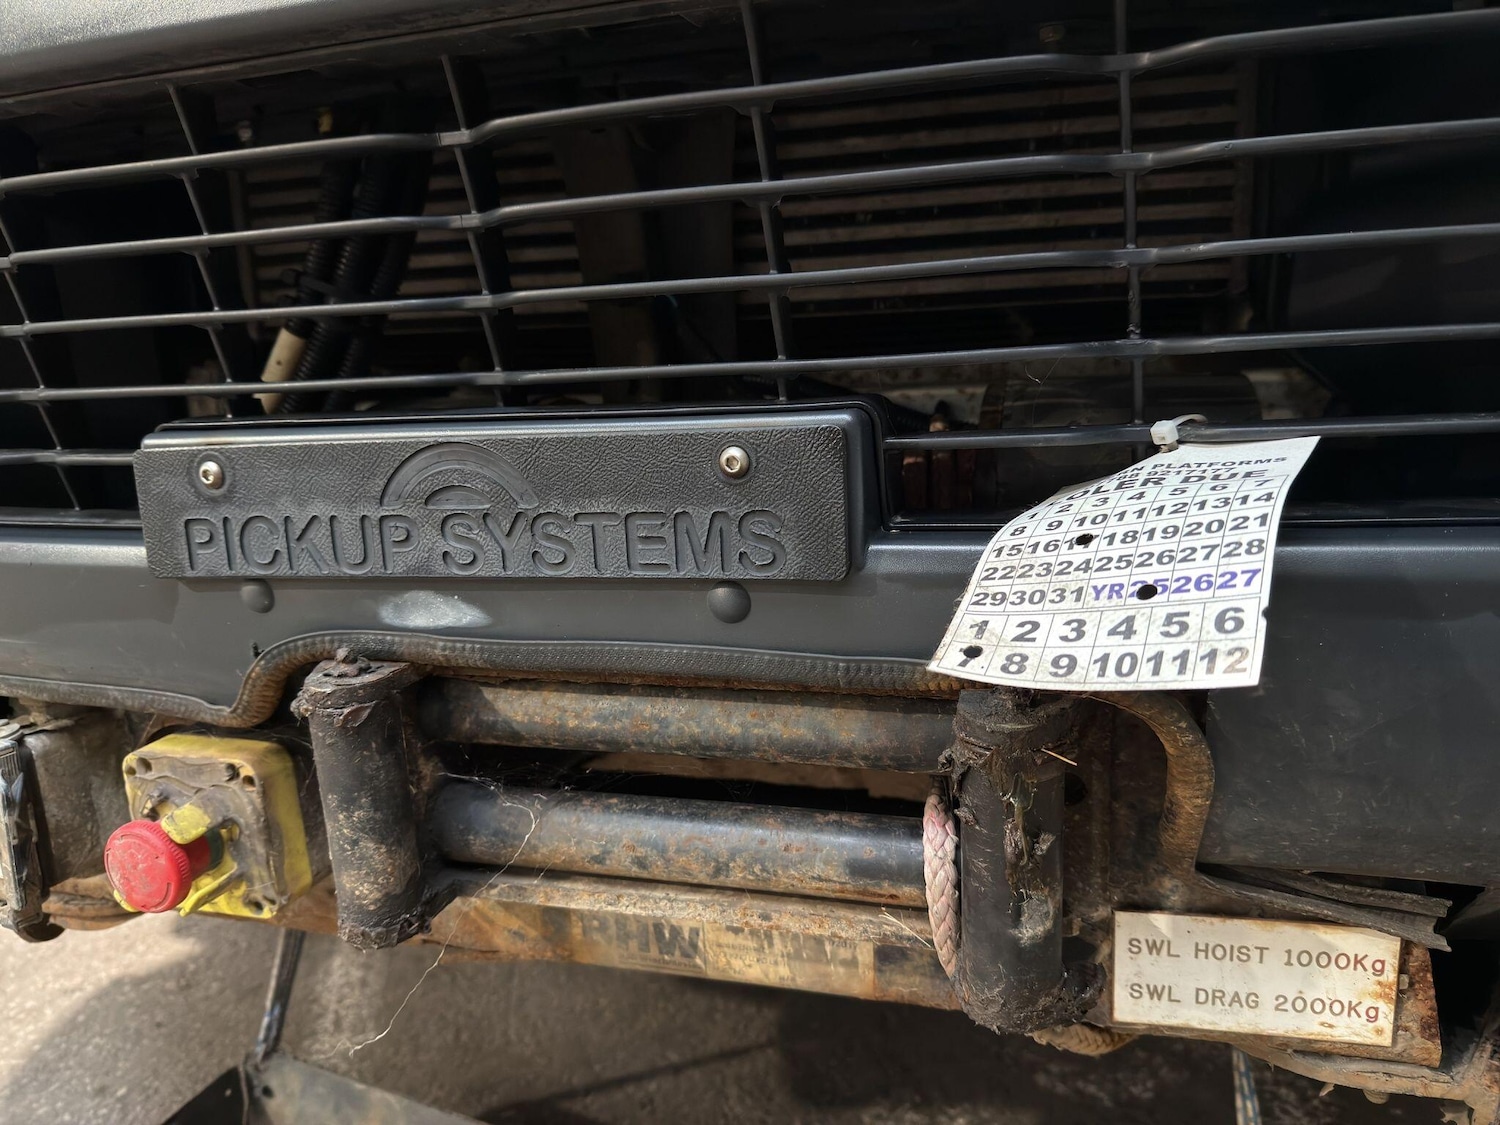 PICKUP SYSTEMS
PLATFORMS
DUE
1 2 3 4 5 6 7
8 9 10 11 12 13 14
15 16 17 18 19 20 21
22 23 24 25 26 27 28
29 30 31 YR 25 26 27
1 2 3 4 5 6
7 8 9 10 11 12
SWL HOIST 1000Kg
SWL DRAG 2000Kg